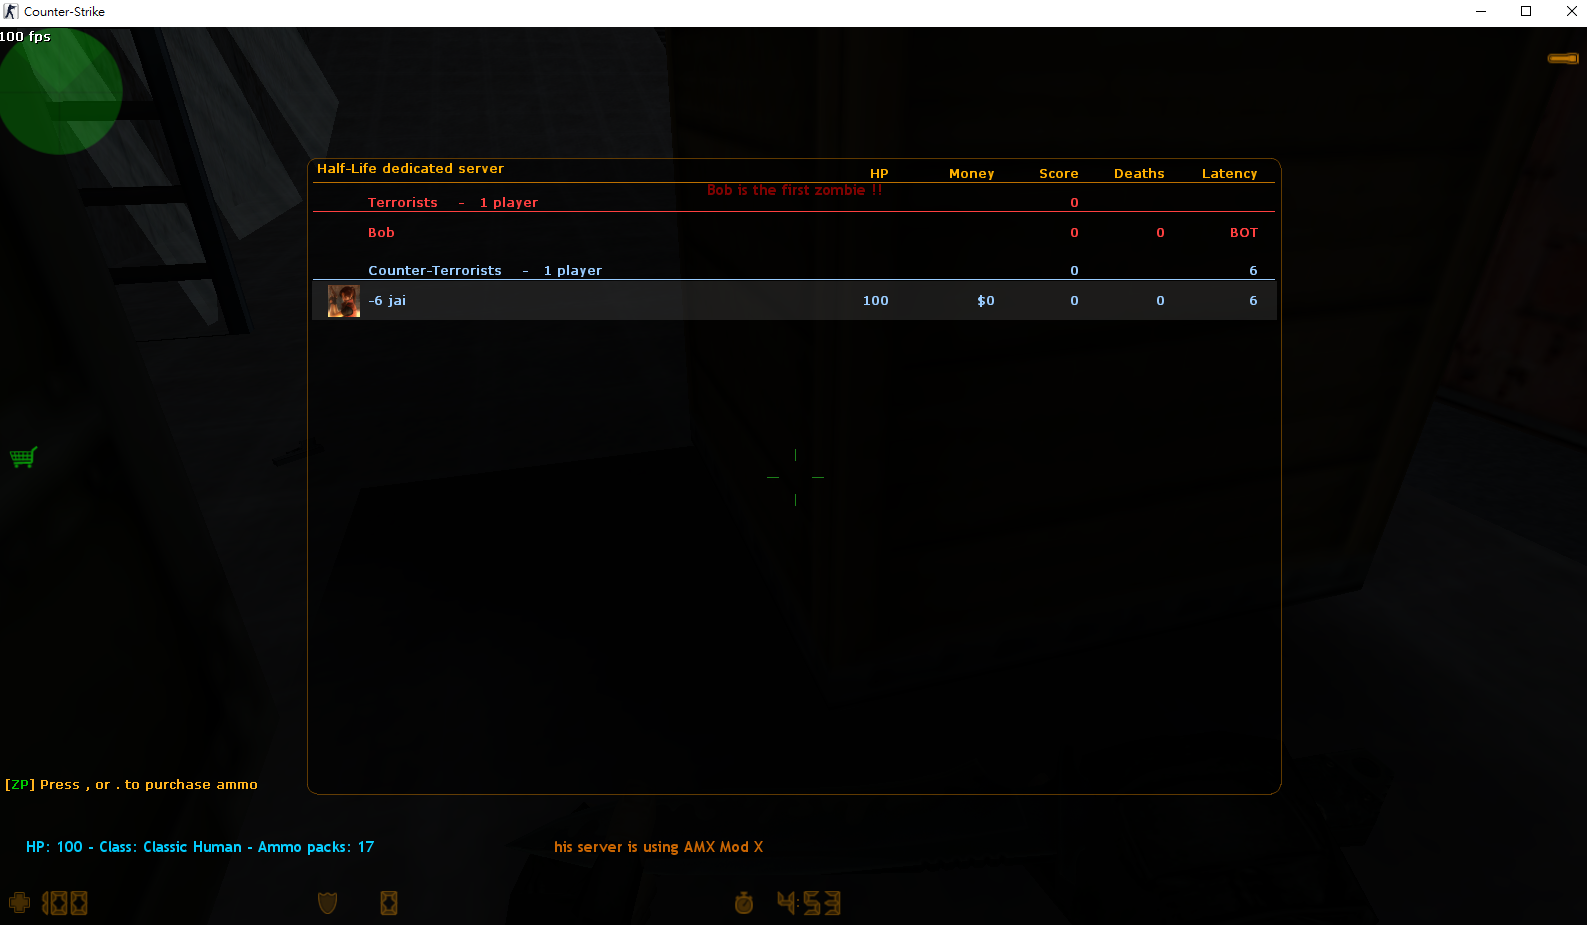 Counter-Strike
100 fps
Half-Life dedicated server HP Money Score Deaths Latency
Bob is the first zombie !!
Terrorists - 1 player 0
Bob 0 0 BOT
Counter-Terrorists - 1 player 0 6
-6 jai 100 $0 0 0 6
[ZP] Press , or . to purchase ammo
HP: 100 - Class: Classic Human - Ammo packs: 17
his server is using AMX Mod X
100 0 4:53